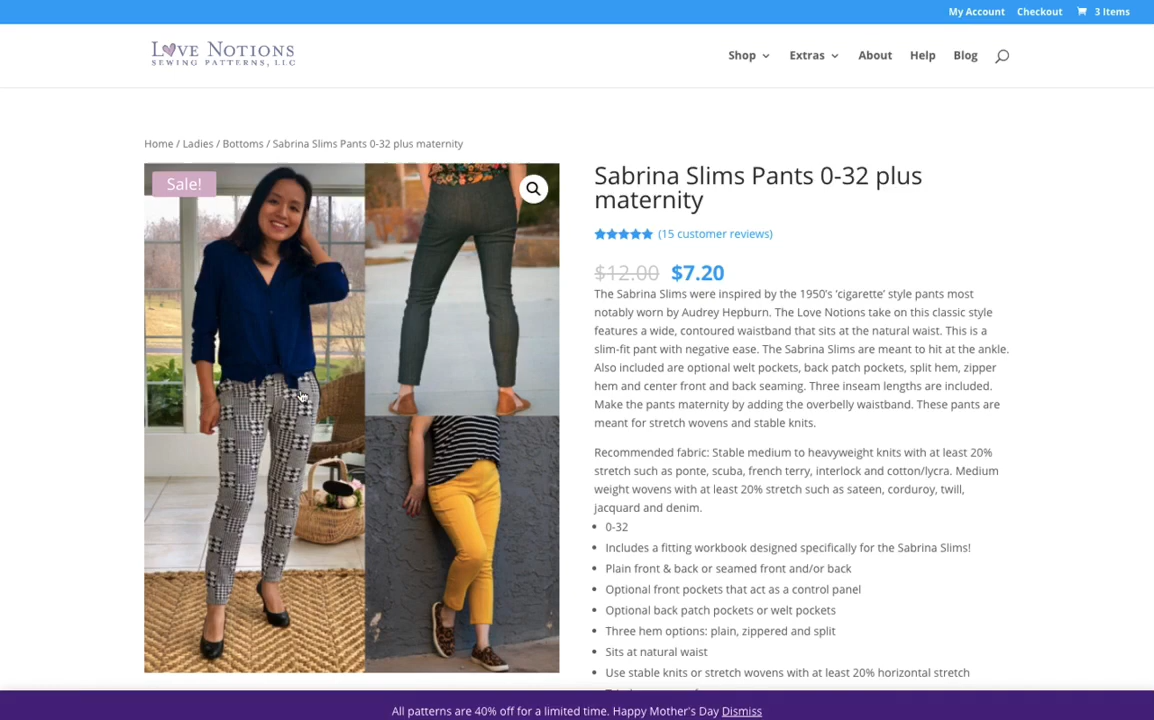 My Account Checkout 3 Items
LOVE NOTIONS
SEWING PATTERNS, LLC
Shop Extras About Help Blog
Home / Ladies / Bottoms / Sabrina Slims Pants 0-32 plus maternity
Sale!
Sabrina Slims Pants 0-32 plus
maternity
(15 customer reviews)
$12.00 $7.20
The Sabrina Slims were inspired by the 1950's 'cigarette' style pants most
notably worn by Audrey Hepburn. The Love Notions take on this classic style
features a wide, contoured waistband that sits at the natural waist. This is a
slim-fit pant with negative ease. The Sabrina Slims are meant to hit at the ankle.
Also included are optional welt pockets, back patch pockets, split hem, zipper
hem and center front and back seaming. Three inseam lengths are included.
Make the pants maternity by adding the overbelly waistband. These pants are
meant for stretch wovens and stable knits.
Recommended fabric: Stable medium to heavyweight knits with at least 20%
stretch such as ponte, scuba, french terry, interlock and cotton/lycra. Medium
weight wovens with at least 20% stretch such as sateen, corduroy, twill,
jacquard and denim.
0-32
Includes a fitting workbook designed specifically for the Sabrina Slims!
Plain front & back or seamed front and/or back
Optional front pockets that act as a control panel
Optional back patch pockets or welt pockets
Three hem options: plain, zippered and split
Sits at natural waist
Use stable knits or stretch wovens with at least 20% horizontal stretch
All patterns are 40% off for a limited time. Happy Mother's Day Dismiss